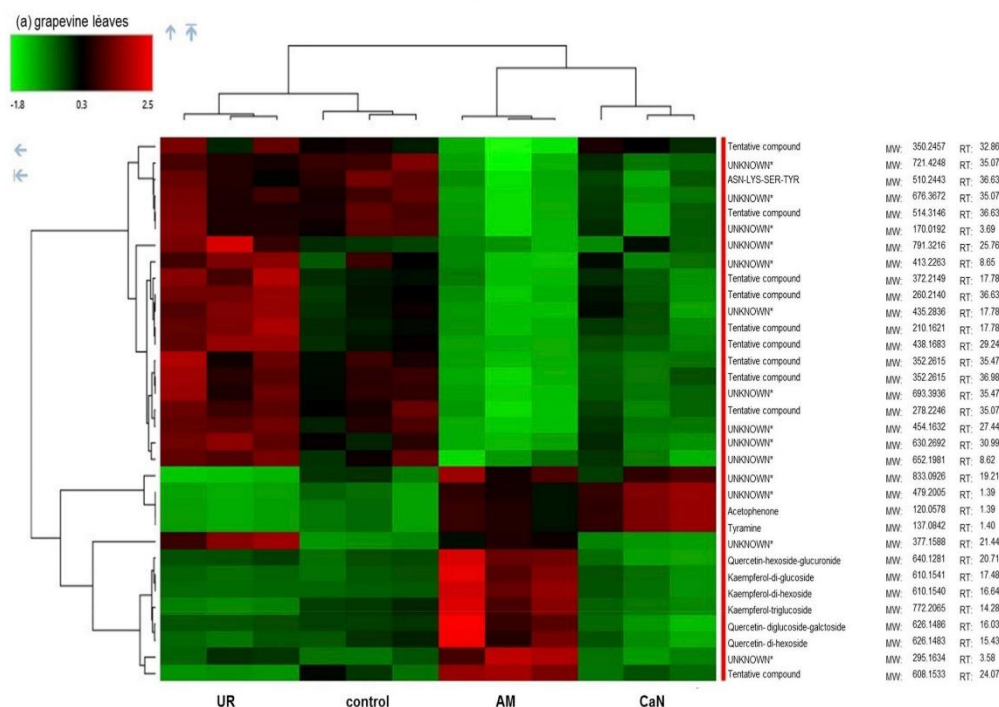 (a) grapevine léaves
-1.8 0.3 2.5
Tentative compound MW: 350.2457 RT: 32.86
UNKNOWN* MW: 721.4248 RT: 35.07
ASN-LYS-SER-TYR MW: 510.2443 RT: 36.63
UNKNOWN* MW: 676.3672 RT: 35.07
Tentative compound MW: 514.3146 RT: 36.63
UNKNOWN* MW: 170.0192 RT: 3.69
UNKNOWN* MW: 791.3216 RT: 25.76
UNKNOWN* MW: 413.2263 RT: 8.65
Tentative compound MW: 372.2149 RT: 17.78
Tentative compound MW: 260.2140 RT: 36.63
UNKNOWN* MW: 435.2836 RT: 17.78
Tentative compound MW: 210.1621 RT: 17.78
Tentative compound MW: 438.1683 RT: 29.24
Tentative compound MW: 352.2615 RT: 35.47
Tentative compound MW: 352.2615 RT: 36.98
UNKNOWN* MW: 693.3936 RT: 35.47
Tentative compound MW: 278.2246 RT: 35.07
UNKNOWN* MW: 454.1632 RT: 27.44
UNKNOWN* MW: 630.2692 RT: 30.99
UNKNOWN* MW: 652.1981 RT: 8.62
UNKNOWN* MW: 833.0926 RT: 19.21
UNKNOWN* MW: 479.2005 RT: 1.39
Acetophenone MW: 120.0578 RT: 1.39
Tyramine MW: 137.0842 RT: 1.40
UNKNOWN* MW: 377.1588 RT: 21.44
Quercetin-hexoside-glucuronide MW: 640.1281 RT: 20.71
Kaempferol-di-glucoside MW: 610.1541 RT: 17.48
Kaempferol-di-hexoside MW: 610.1540 RT: 16.64
Kaempferol-triglucoside MW: 772.2065 RT: 14.28
Quercetin- diglucoside-galctoside MW: 626.1486 RT: 16.03
Quercetin- di-hexoside MW: 626.1483 RT: 15.43
UNKNOWN* MW: 295.1634 RT: 3.58
Tentative compound MW: 608.1533 RT: 24.07
UR control AM CaN